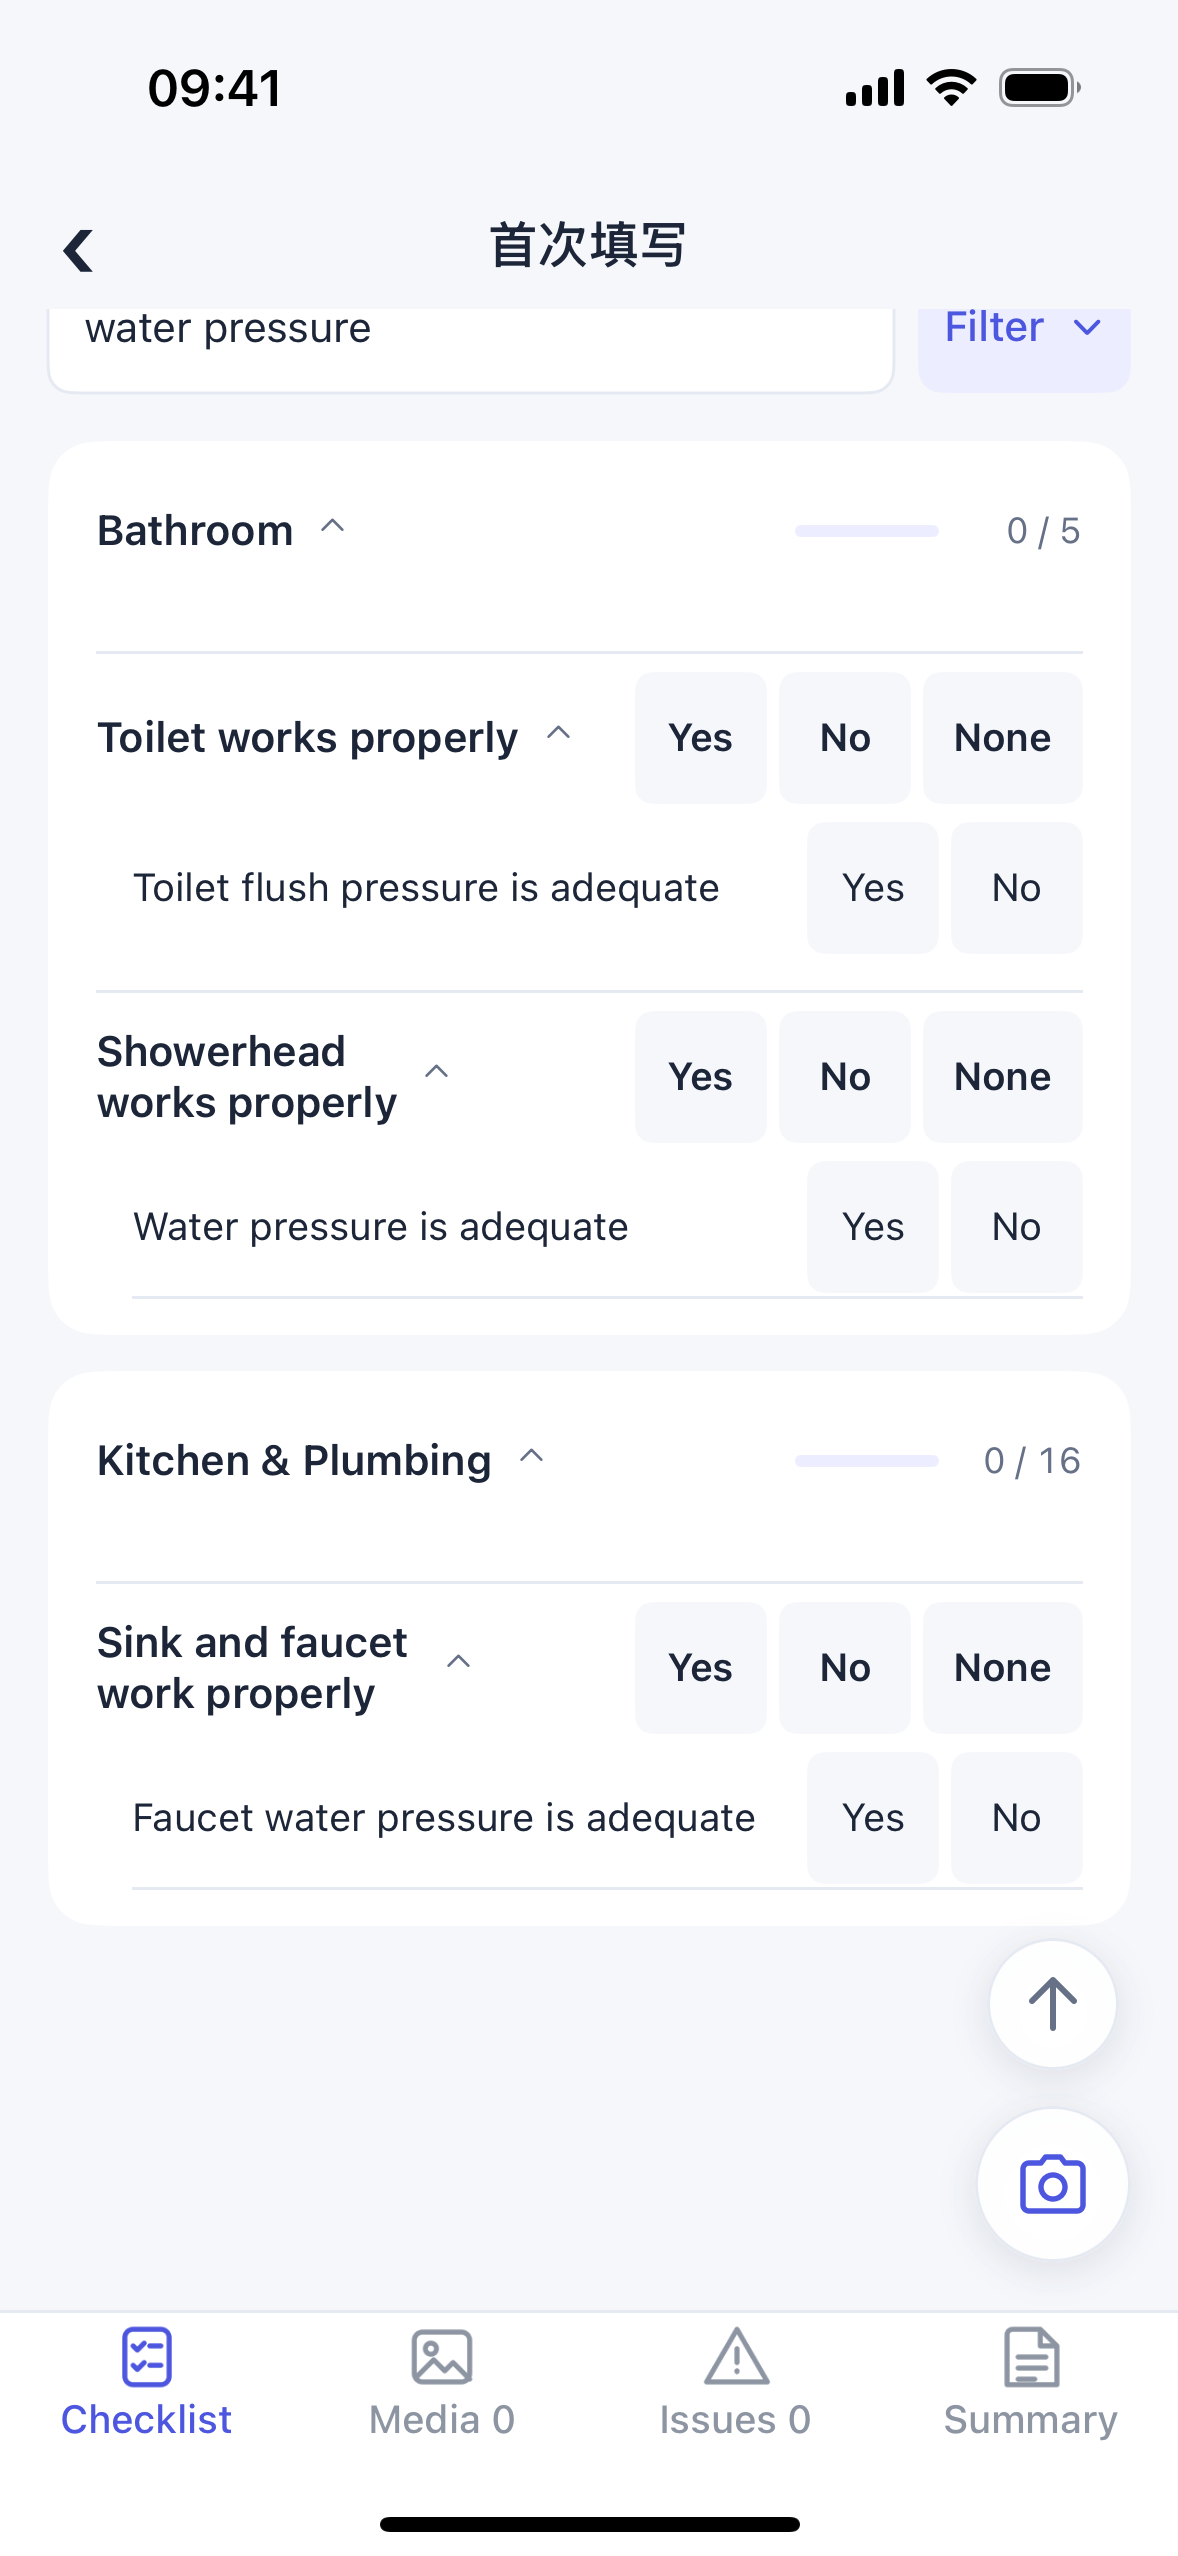 09:41
首次填写
water pressure
Filter
Bathroom
0 / 5
Toilet works properly
Yes
No
None
Toilet flush pressure is adequate
Yes
No
Showerhead
works properly
Yes
No
None
Water pressure is adequate
Yes
No
Kitchen & Plumbing
0 / 16
Sink and faucet
work properly
Yes
No
None
Faucet water pressure is adequate
Yes
No
Checklist
Media 0
Issues 0
Summary